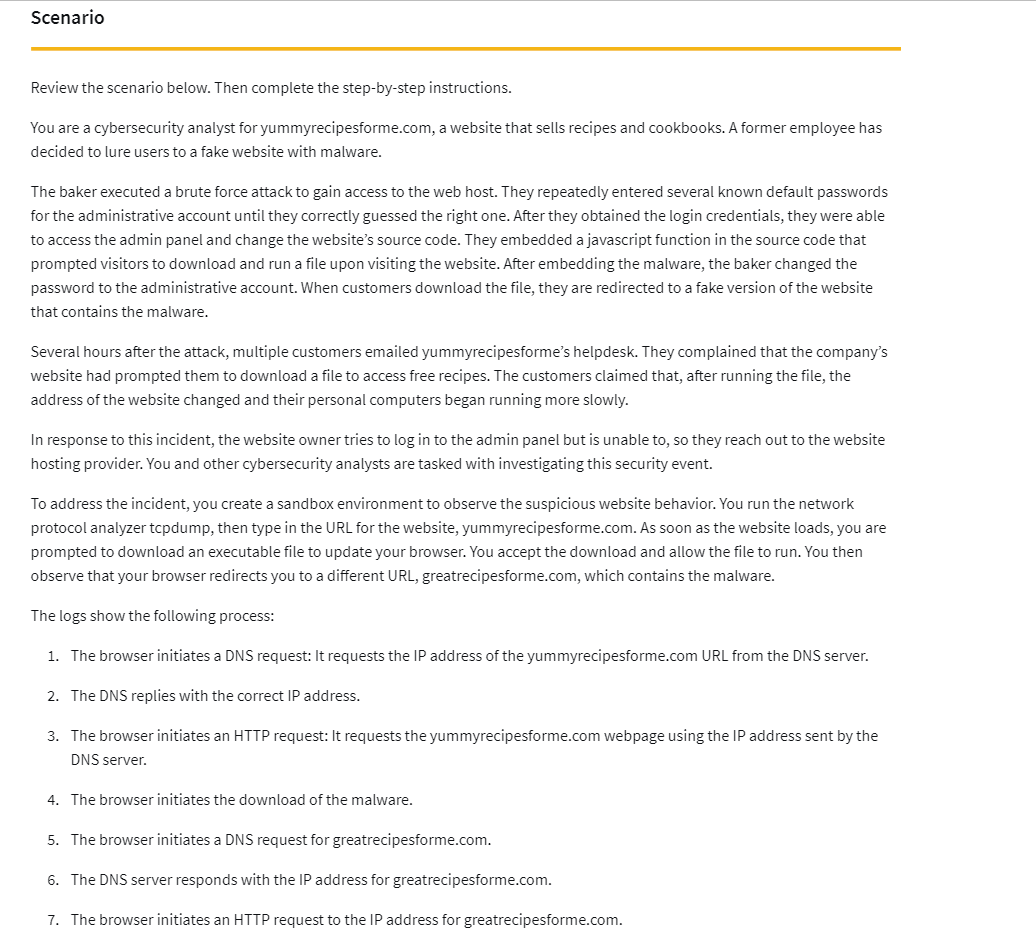 Scenario
Review the scenario below. Then complete the step-by-step instructions.
You are a cybersecurity analyst for yummyrecipesforme.com, a website that sells recipes and cookbooks. A former employee has
decided to lure users to a fake website with malware.
The baker executed a brute force attack to gain access to the web host. They repeatedly entered several known default passwords
for the administrative account until they correctly guessed the right one. After they obtained the login credentials, they were able
to access the admin panel and change the website’s source code. They embedded a javascript function in the source code that
prompted visitors to download and run a file upon visiting the website. After embedding the malware, the baker changed the
password to the administrative account. When customers download the file, they are redirected to a fake version of the website
that contains the malware.
Several hours after the attack, multiple customers emailed yummyrecipesforme’s helpdesk. They complained that the company’s
website had prompted them to download a file to access free recipes. The customers claimed that, after running the file, the
address of the website changed and their personal computers began running more slowly.
In response to this incident, the website owner tries to log in to the admin panel but is unable to, so they reach out to the website
hosting provider. You and other cybersecurity analysts are tasked with investigating this security event.
To address the incident, you create a sandbox environment to observe the suspicious website behavior. You run the network
protocol analyzer tcpdump, then type in the URL for the website, yummyrecipesforme.com. As soon as the website loads, you are
prompted to download an executable file to update your browser. You accept the download and allow the file to run. You then
observe that your browser redirects you to a different URL, greatrecipesforme.com, which contains the malware.
The logs show the following process:
1. The browser initiates a DNS request: It requests the IP address of the yummyrecipesforme.com URL from the DNS server.
2. The DNS replies with the correct IP address.
3. The browser initiates an HTTP request: It requests the yummyrecipesforme.com webpage using the IP address sent by the
DNS server.
4. The browser initiates the download of the malware.
5. The browser initiates a DNS request for greatrecipesforme.com.
6. The DNS server responds with the IP address for greatrecipesforme.com.
7. The browser initiates an HTTP request to the IP address for greatrecipesforme.com.